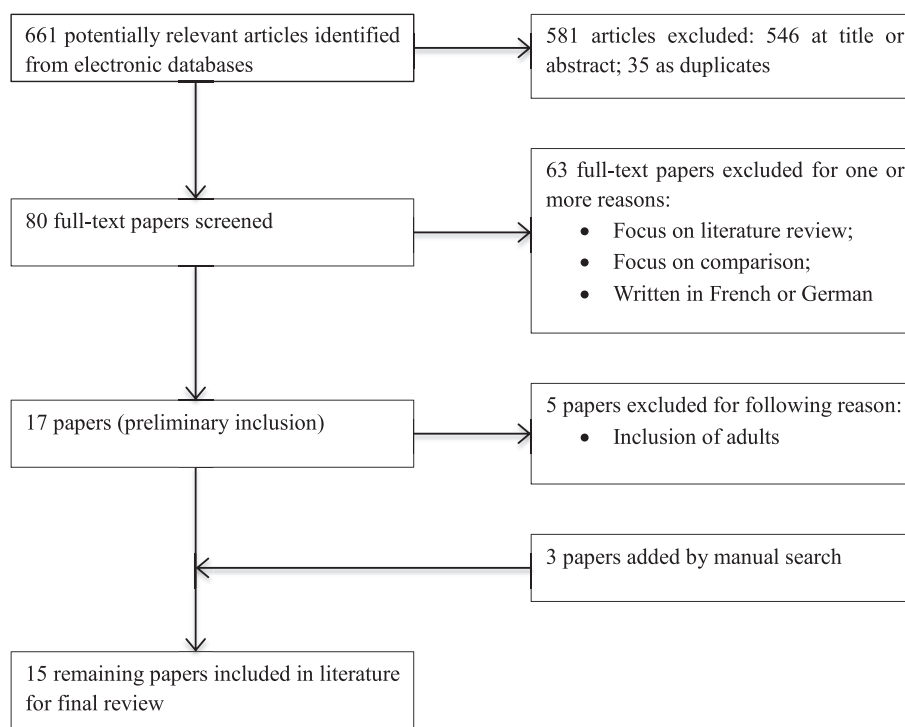 661 potentially relevant articles identified
from electronic databases
581 articles excluded: 546 at title or
abstract; 35 as duplicates
80 full-text papers screened
63 full-text papers excluded for one or
more reasons:
• Focus on literature review;
• Focus on comparison;
• Written in French or German
17 papers (preliminary inclusion)
5 papers excluded for following reason:
• Inclusion of adults
3 papers added by manual search
15 remaining papers included in literature
for final review